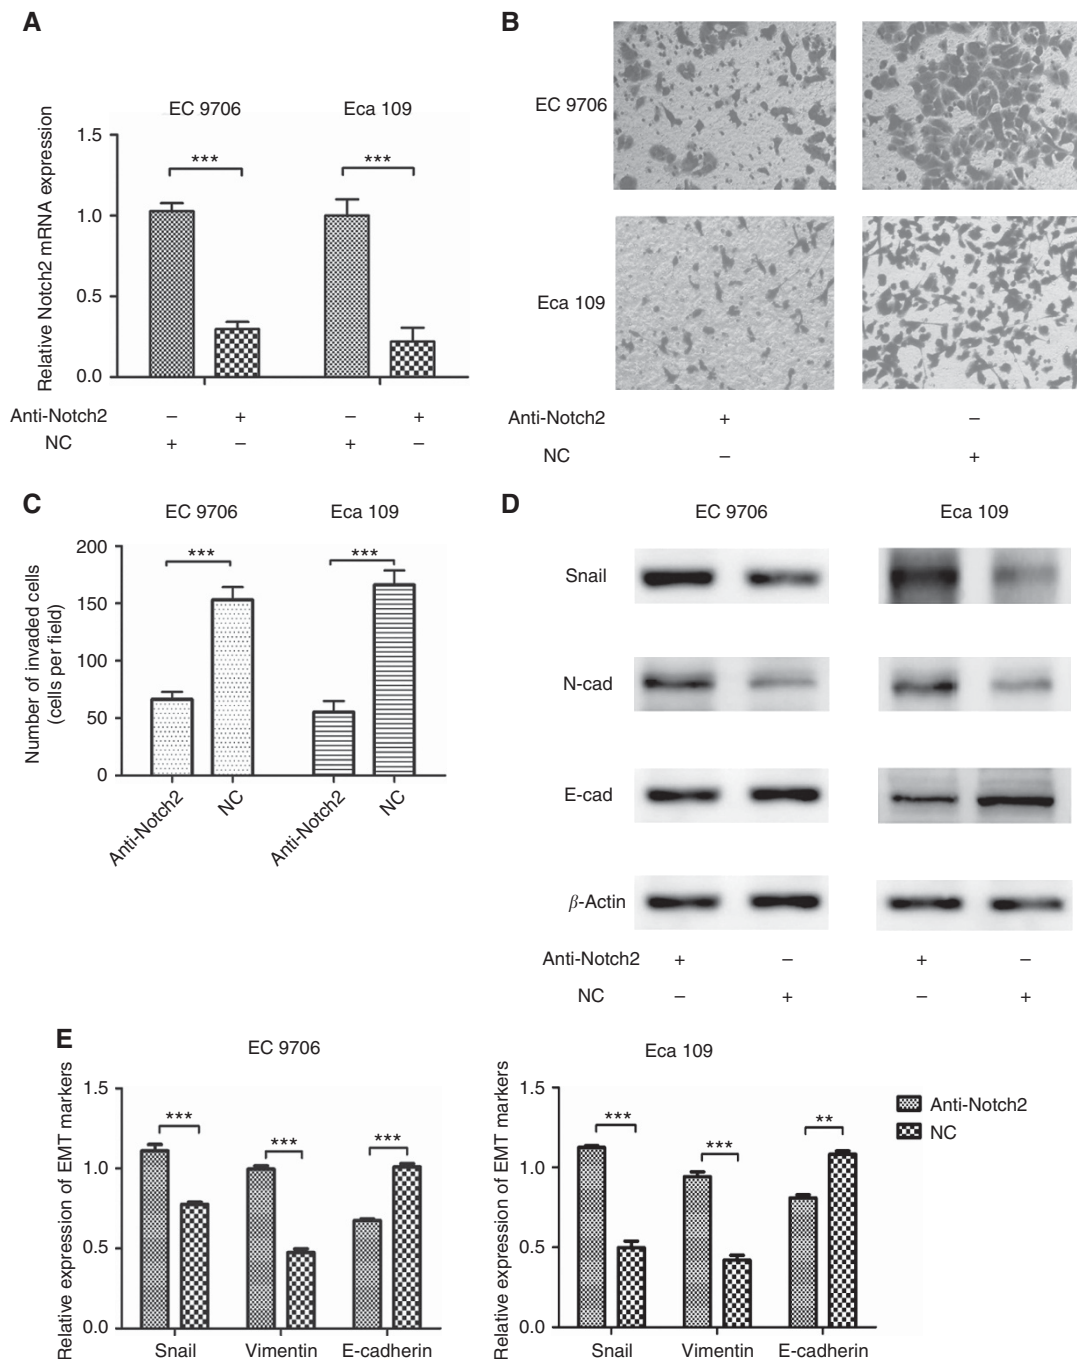 A
EC 9706 Eca 109
***
***
Relative Notch2 mRNA expression
1.5
1.0
0.5
0.0
Anti-Notch2 – + – +
NC + – + –
B
EC 9706
Eca 109
Anti-Notch2 + –
NC – +
C
EC 9706 Eca 109
***
***
Number of invaded cells
(cells per field)
200
150
100
50
0
Anti-Notch2
NC
Anti-Notch2
NC
D
EC 9706 Eca 109
Snail
N-cad
E-cad
β-Actin
Anti-Notch2 + – + –
NC – + – +
E
EC 9706
Relative expression of EMT markers
1.5
1.0
0.5
0.0
***
***
***
Snail Vimentin E-cadherin
Eca 109
Relative expression of EMT markers
1.5
1.0
0.5
0.0
***
***
**
Snail Vimentin E-cadherin
Anti-Notch2
NC